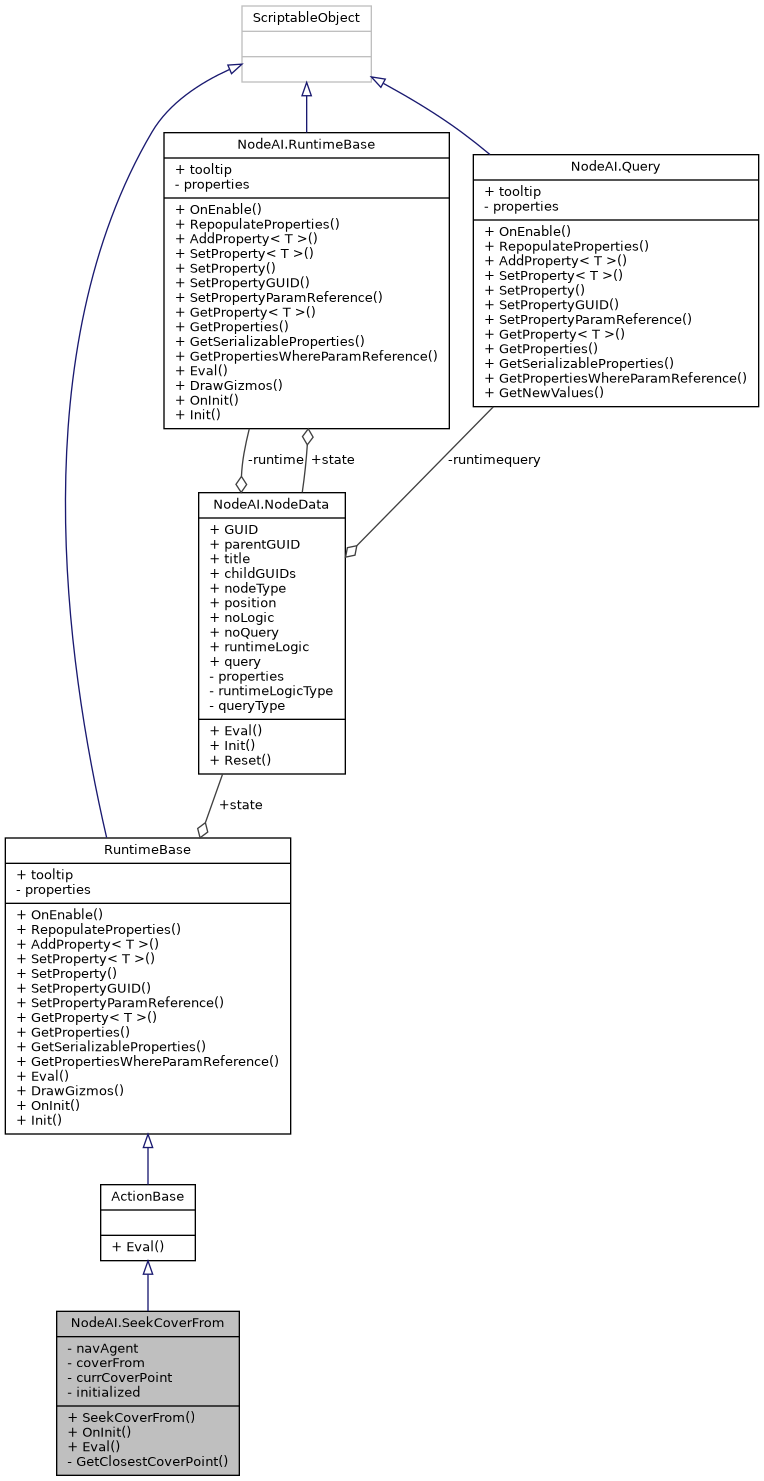 ScriptableObject
NodeAI.RuntimeBase
+ tooltip
- properties
+ OnEnable()
+ RepopulateProperties()
+ AddProperty< T >()
+ SetProperty< T >()
+ SetProperty()
+ SetPropertyGUID()
+ SetPropertyParamReference()
+ GetProperty< T >()
+ GetProperties()
+ GetSerializableProperties()
+ GetPropertiesWhereParamReference()
+ Eval()
+ DrawGizmos()
+ OnInit()
+ Init()
NodeAI.Query
+ tooltip
- properties
+ OnEnable()
+ RepopulateProperties()
+ AddProperty< T >()
+ SetProperty< T >()
+ SetProperty()
+ SetPropertyGUID()
+ SetPropertyParamReference()
+ GetProperty< T >()
+ GetProperties()
+ GetSerializableProperties()
+ GetPropertiesWhereParamReference()
+ GetNewValues()
-runtime
+state
-runtimequery
NodeAI.NodeData
+ GUID
+ parentGUID
+ title
+ childGUIDs
+ nodeType
+ position
+ noLogic
+ noQuery
+ runtimeLogic
+ query
- properties
- runtimeLogicType
- queryType
+ Eval()
+ Init()
+ Reset()
+state
RuntimeBase
+ tooltip
- properties
+ OnEnable()
+ RepopulateProperties()
+ AddProperty< T >()
+ SetProperty< T >()
+ SetProperty()
+ SetPropertyGUID()
+ SetPropertyParamReference()
+ GetProperty< T >()
+ GetProperties()
+ GetSerializableProperties()
+ GetPropertiesWhereParamReference()
+ Eval()
+ DrawGizmos()
+ OnInit()
+ Init()
ActionBase
+ Eval()
NodeAI.SeekCoverFrom
- navAgent
- coverFrom
- currCoverPoint
- initialized
+ SeekCoverFrom()
+ OnInit()
+ Eval()
- GetClosestCoverPoint()